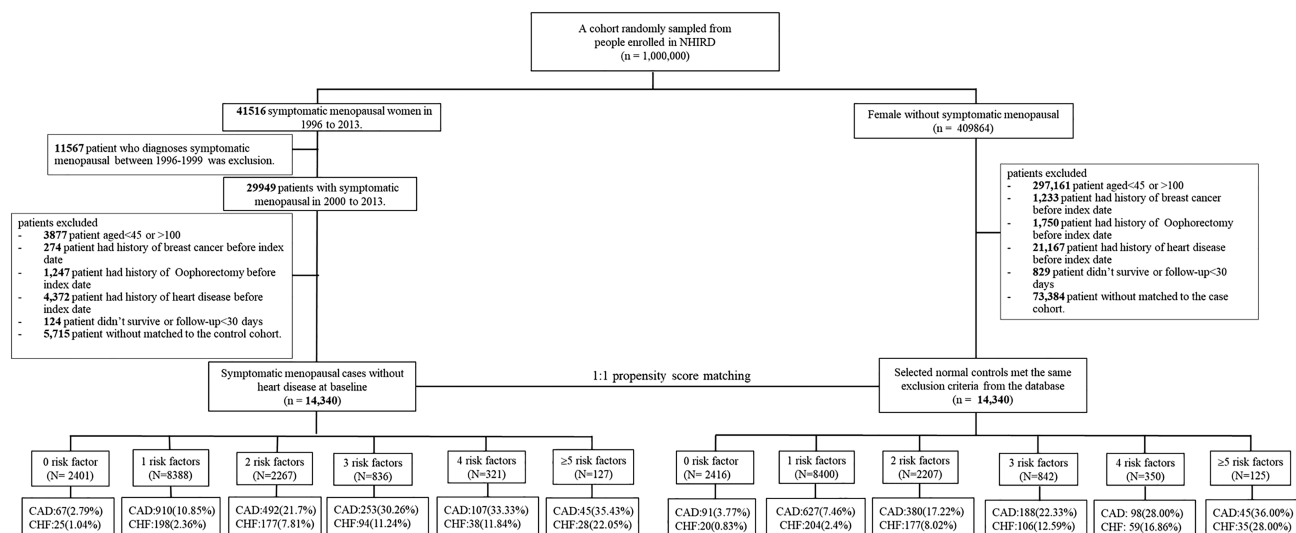 A cohort randomly sampled from
people enrolled in NHIRD
(n = 1,000,000)
41516 symptomatic menopausal women in
1996 to 2013.
Female without symptomatic menopausal
(n = 409864)
11567 patient who diagnoses symptomatic
menopausal between 1996-1999 was exclusion.
29949 patients with symptomatic
menopausal in 2000 to 2013.
patients excluded
- 3877 patient aged<45 or >100
- 274 patient had history of breast cancer before index
date
- 1,247 patient had history of Oophorectomy before
index date
- 4,372 patient had history of heart disease before
index date
- 124 patient didn't survive or follow-up<30 days
- 5,715 patient without matched to the control cohort.
patients excluded
- 297,161 patient aged<45 or >100
- 1,233 patient had history of breast cancer
before index date
- 1,750 patient had history of Oophorectomy
before index date
- 21,167 patient had history of heart disease
before index date
- 829 patient didn't survive or follow-up<30
days
- 73,384 patient without matched to the case
cohort.
Symptomatic menopausal cases without
heart disease at baseline
(n = 14,340)
1:1 propensity score matching
Selected normal controls met the same
exclusion criteria from the database
(n = 14,340)
0 risk factor
(N= 2401)
1 risk factors
(N=8388)
2 risk factors
(N=2267)
3 risk factors
(N=836)
4 risk factors
(N=321)
≥5 risk factors
(N=127)
0 risk factor
(N= 2416)
1 risk factors
(N=8400)
2 risk factors
(N=2207)
3 risk factors
(N=842)
4 risk factors
(N=350)
≥5 risk factors
(N=125)
CAD:67(2.79%)
CHF:25(1.04%)
CAD:910(10.85%)
CHF:198(2.36%)
CAD:492(21.7%)
CHF:177(7.81%)
CAD:253(30.26%)
CHF:94(11.24%)
CAD:107(33.33%)
CHF:38(11.84%)
CAD:45(35.43%)
CHF:28(22.05%)
CAD:91(3.77%)
CHF:20(0.83%)
CAD:627(7.46%)
CHF:204(2.4%)
CAD:380(17.22%)
CHF:177(8.02%)
CAD:188(22.33%)
CHF:106(12.59%)
CAD: 98(28.00%)
CHF: 59(16.86%)
CAD:45(36.00%)
CHF:35(28.00%)